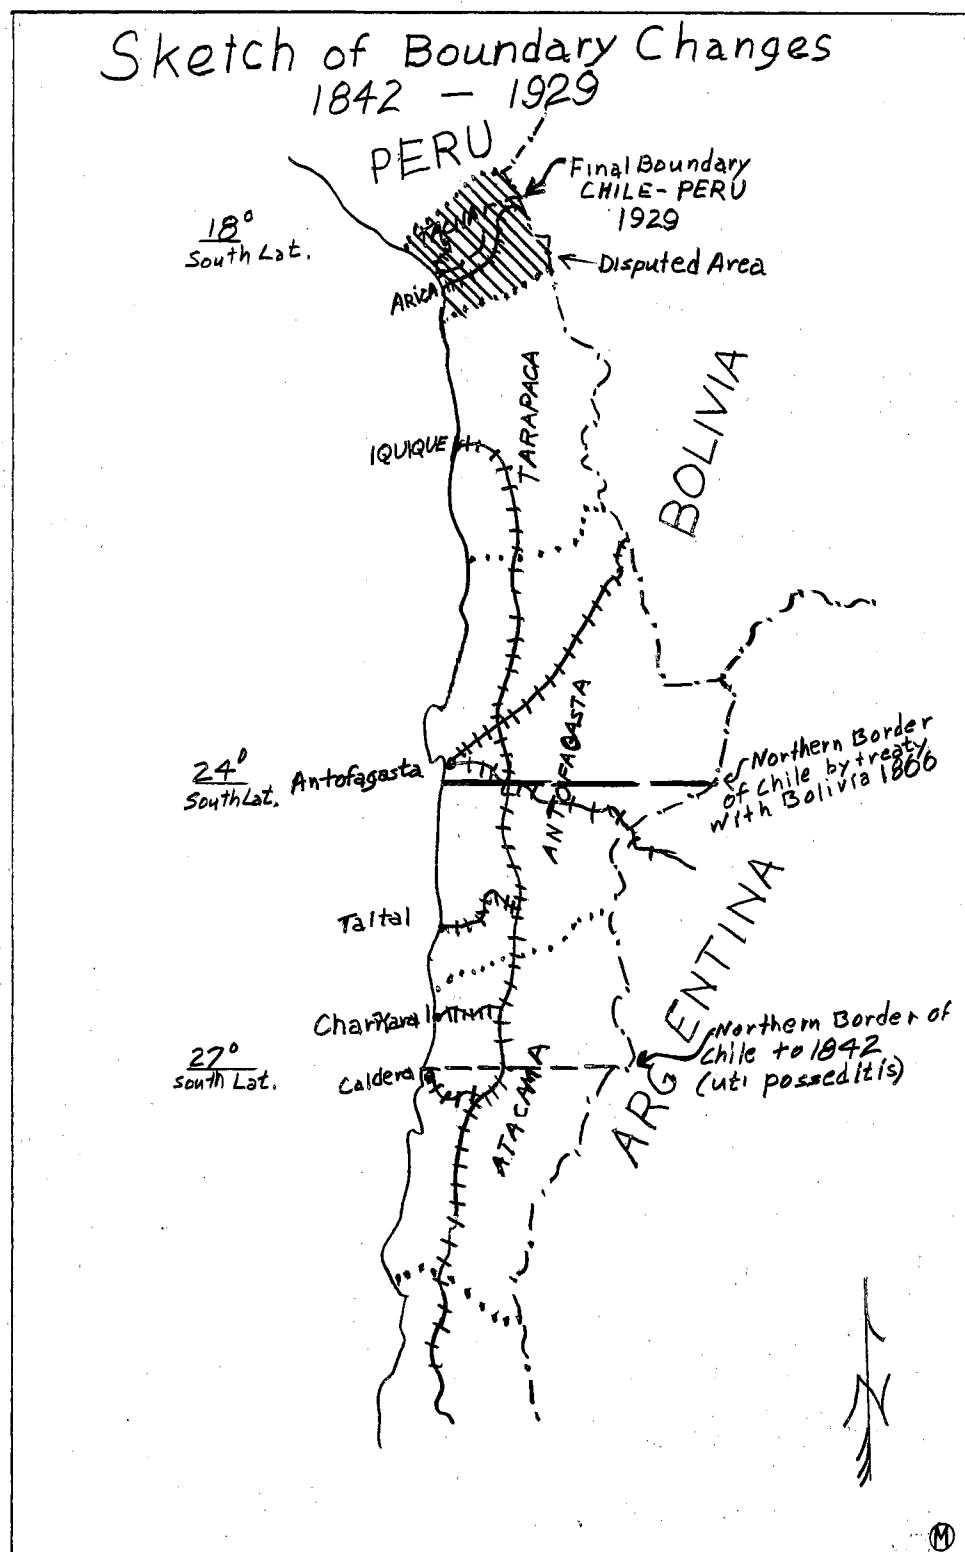 Sketch of Boundary Changes
1842 — 1929
PERU
Final Boundary
CHILE-PERU
1929
18°
South Lat.
TACNA
Disputed Area
ARICA
BOLIVIA
TARAPACA
IQUIQUE
ANTOFAGASTA
24°
South Lat.
Antofagasta
Northern Border
of Chile by treaty
with Bolivia 1866
Taltal
ARGENTINA
Chañaral
Northern Border of
Chile to 1842
(uti posseditis)
27°
South Lat.
Caldera
ATACAMA
N
M